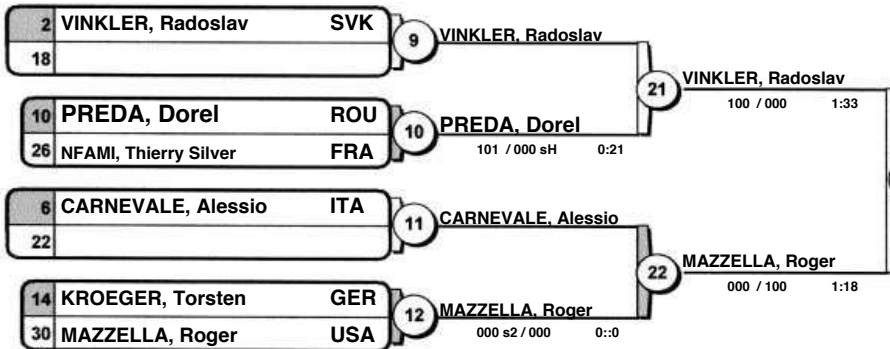 2 VINKLER, Radoslav SVK
18
9
VINKLER, Radoslav
10 PREDA, Dorel ROU
26 NFAMI, Thierry Silver FRA
10
PREDA, Dorel
101 / 000 sH 0:21
21
VINKLER, Radoslav
100 / 000 1:33
6 CARNEVALE, Alessio ITA
22
11
CARNEVALE, Alessio
14 KROEGER, Torsten GER
30 MAZZELLA, Roger USA
12
MAZZELLA, Roger
000 s2 / 000 0::0
22
MAZZELLA, Roger
000 / 100 1:18